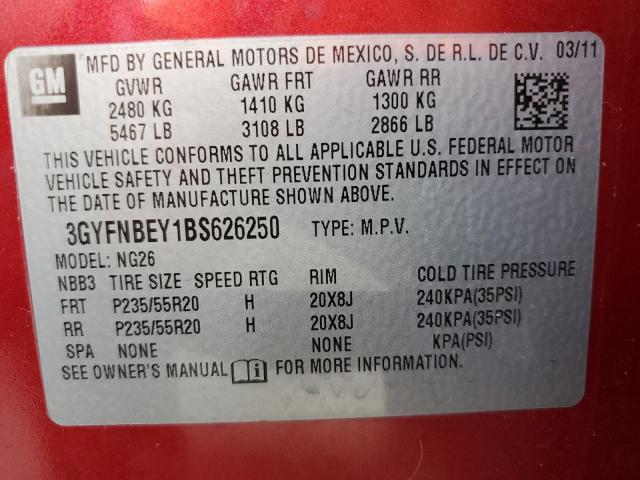 GM
MFD BY GENERAL MOTORS DE MEXICO, S. DE R.L. DE C.V. 03/11
GVWR GAWR FRT GAWR RR
2480 KG 1410 KG 1300 KG
5467 LB 3108 LB 2866 LB
THIS VEHICLE CONFORMS TO ALL APPLICABLE U.S. FEDERAL MOTOR
VEHICLE SAFETY AND THEFT PREVENTION STANDARDS IN EFFECT ON
THE DATE OF MANUFACTURE SHOWN ABOVE.
3GYFNBEY1BS626250 TYPE: M.P.V.
MODEL: NG26
NBB3 TIRE SIZE SPEED RTG RIM COLD TIRE PRESSURE
FRT P235/55R20 H 20X8J 240KPA(35PSI)
RR P235/55R20 H 20X8J 240KPA(35PSI)
SPA NONE NONE KPA(PSI)
SEE OWNER'S MANUAL i FOR MORE INFORMATION.